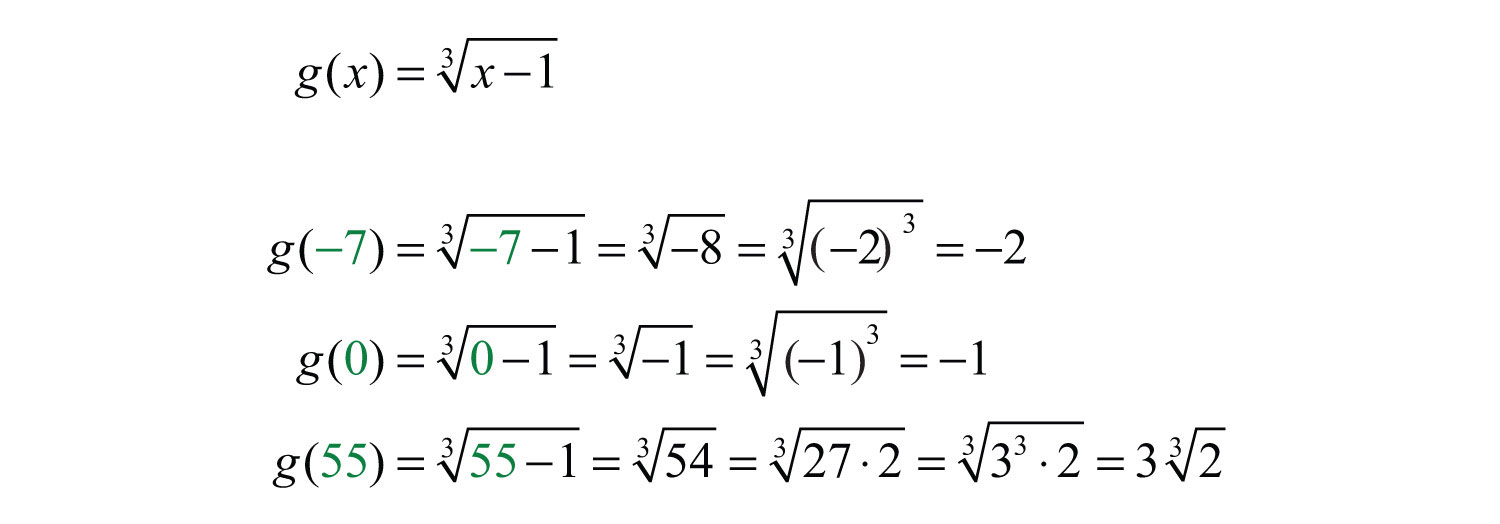 g(x) = ∛(x − 1)
g(−7) = ∛(−7 − 1) = ∛(−8) = ∛((−2)³) = −2
g(0) = ∛(0 − 1) = ∛(−1) = ∛((−1)³) = −1
g(55) = ∛(55 − 1) = ∛(54) = ∛(27 · 2) = ∛(3³ · 2) = 3∛2